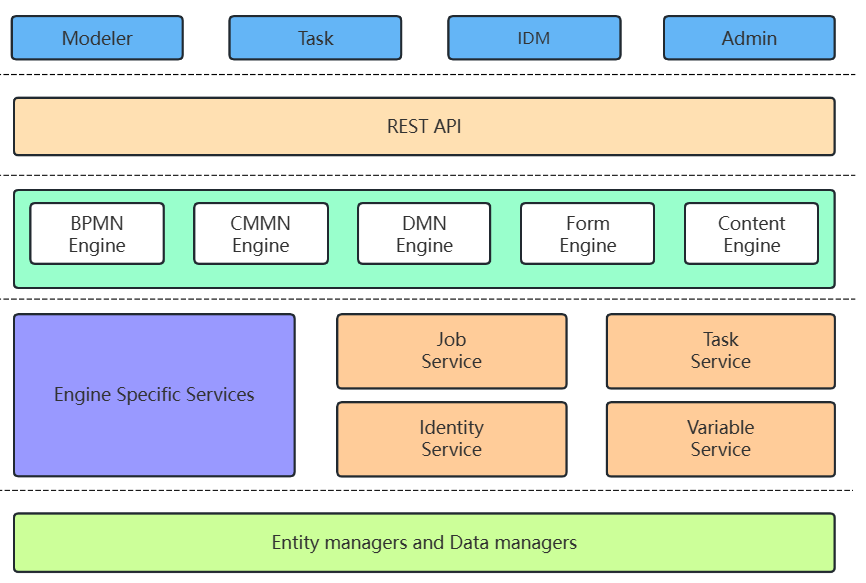 Modeler
Task
IDM
Admin
REST API
BPMN
Engine
CMMN
Engine
DMN
Engine
Form
Engine
Content
Engine
Engine Specific Services
Job
Service
Task
Service
Identity
Service
Variable
Service
Entity managers and Data managers